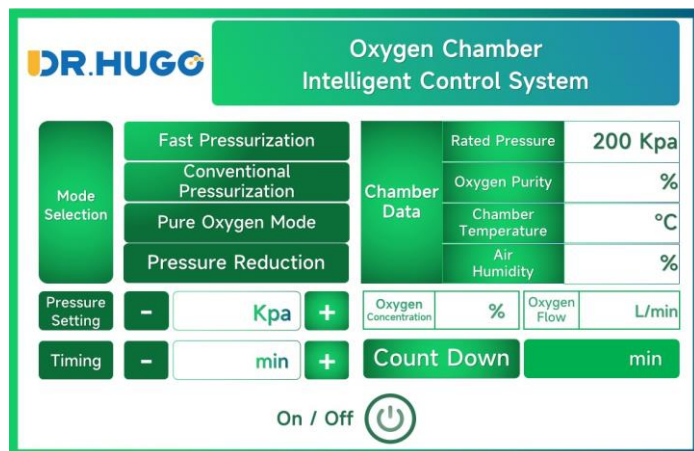 DR.HUGO
Oxygen Chamber
Intelligent Control System
Mode
Selection
Fast Pressurization
Conventional
Pressurization
Pure Oxygen Mode
Pressure Reduction
Chamber
Data
Rated Pressure
200 Kpa
Oxygen Purity
%
Chamber
Temperature
°C
Air
Humidity
%
Pressure
Setting
- Kpa +
Oxygen
Concentration
%
Oxygen
Flow
L/min
Timing
- min +
Count Down
min
On / Off